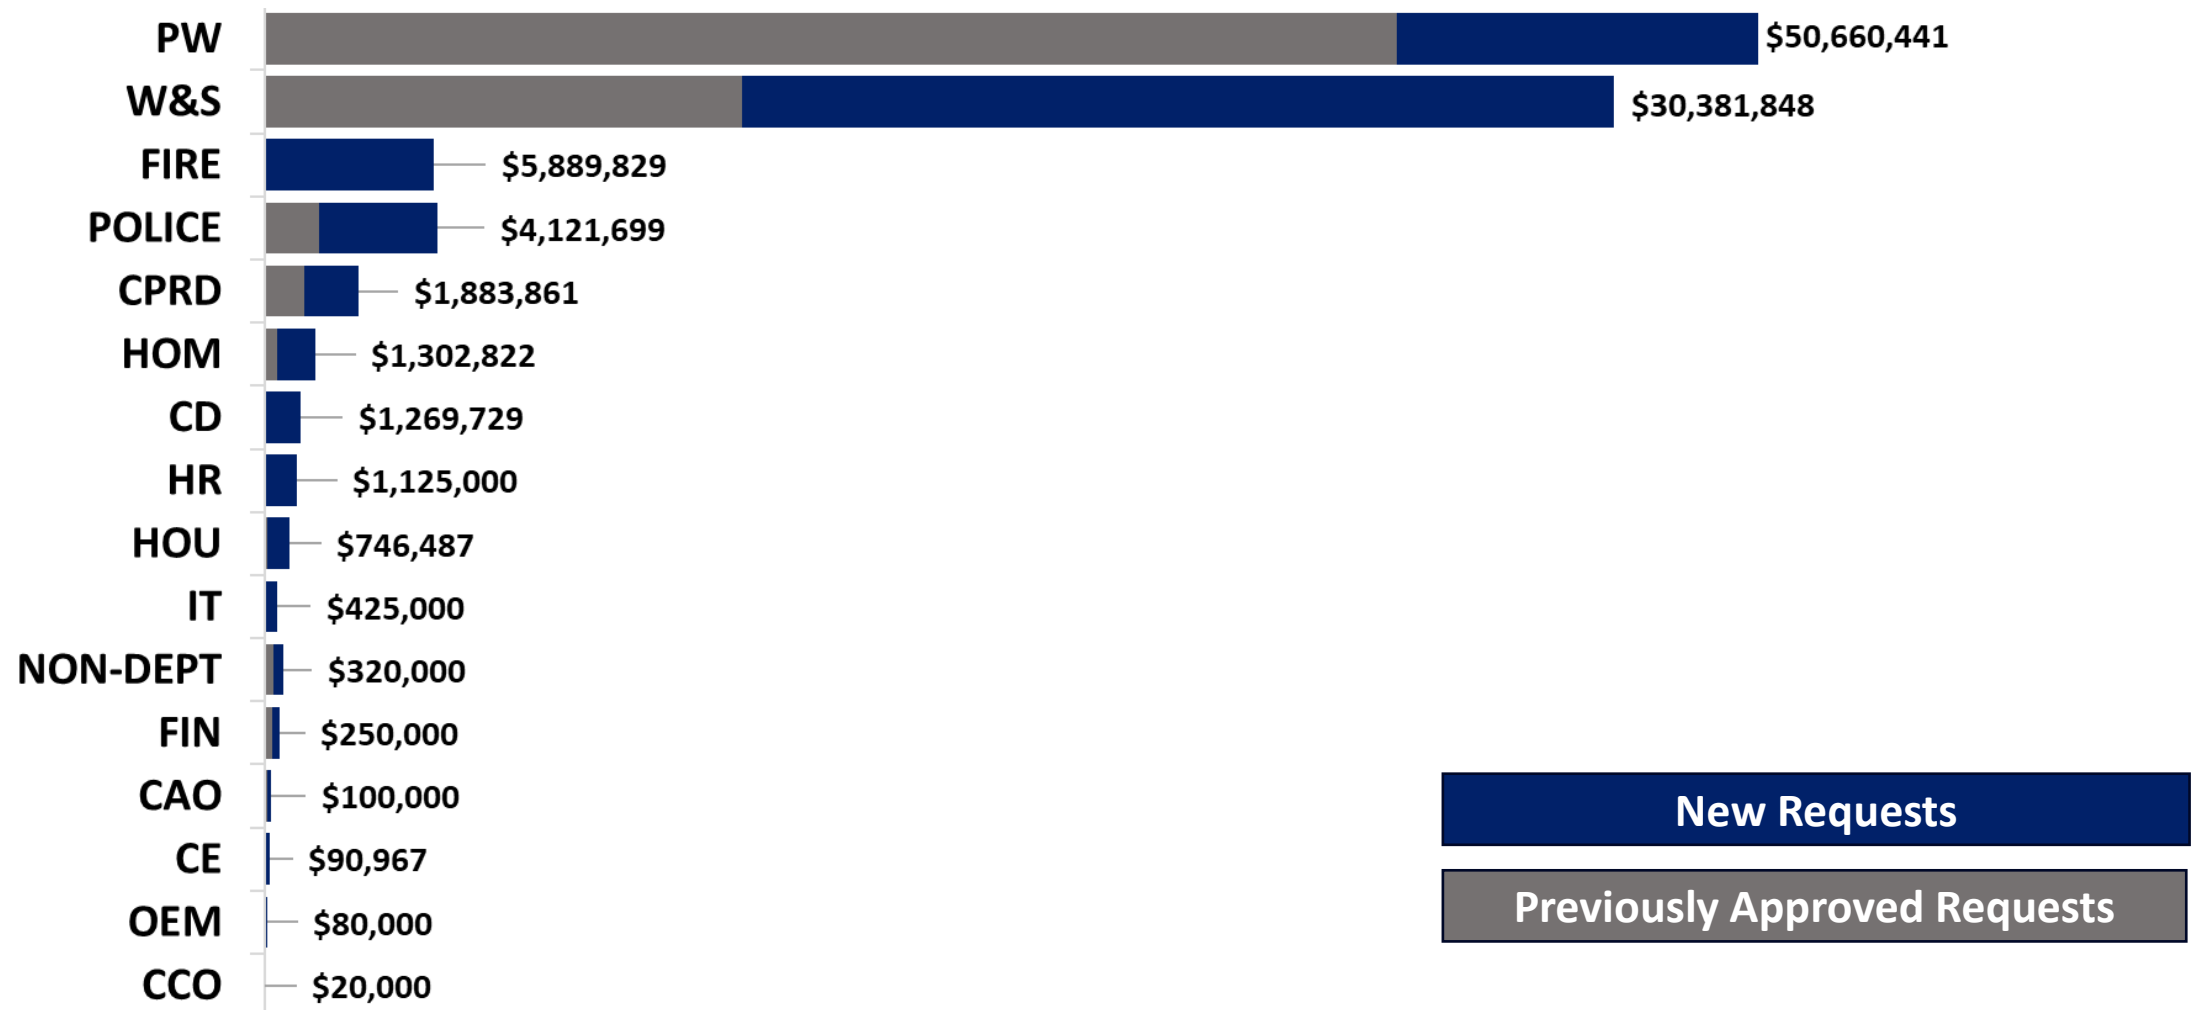 PW $50,660,441
W&S $30,381,848
FIRE $5,889,829
POLICE $4,121,699
CPRD $1,883,861
HOM $1,302,822
CD $1,269,729
HR $1,125,000
HOU $746,487
IT $425,000
NON-DEPT $320,000
FIN $250,000
CAO $100,000
CE $90,967
OEM $80,000
CCO $20,000
New Requests
Previously Approved Requests